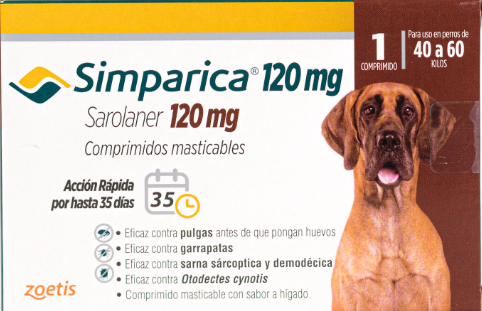 Simparica® 120 mg
Sarolaner 120 mg
Comprimidos masticables
1
COMPRIMIDO
Para uso en perros de
40 a 60
KILOS
Acción Rápida
por hasta 35 días
35
• Eficaz contra pulgas antes de que pongan huevos
• Eficaz contra garrapatas
• Eficaz contra sarna sárcoptica y demodécica
• Eficaz contra Otodectes cynotis
• Comprimido masticable con sabor a hígado
zoetis